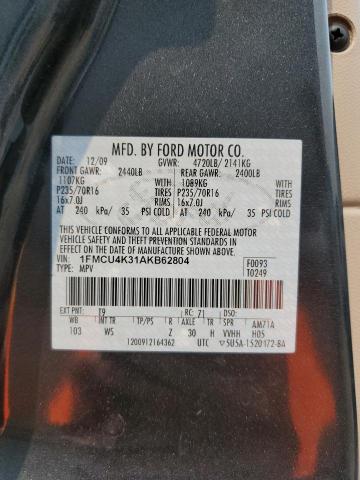 MFD. BY FORD MOTOR CO.
DATE: 12/09 GVWR: 4720LB/ 2141KG
FRONT GAWR: 2440LB REAR GAWR: 2400LB
1107KG WITH 1089KG WITH
P235/70R16 TIRES P235/70R16 TIRES
16x7.0J RIMS 16x7.0J RIMS
AT 240 kPa/ 35 PSI COLD AT 240 kPa/ 35 PSI COLD
THIS VEHICLE CONFORMS TO ALL APPLICABLE FEDERAL MOTOR
VEHICLE SAFETY AND THEFT PREVENTION STANDARDS IN
EFFECT ON THE DATE OF MANUFACTURE SHOWN ABOVE.
VIN: 1FMCU4K31AKB62804 F0093
TYPE: MPV T0249
EXT PNT: T9 RC: 71 DSO:
WB INT TR TP/PS R AXLE TR SPR AM71A
103 WS Z 30 H VVHH H05
1200912164362 UTC 5U5A-1520472-BA